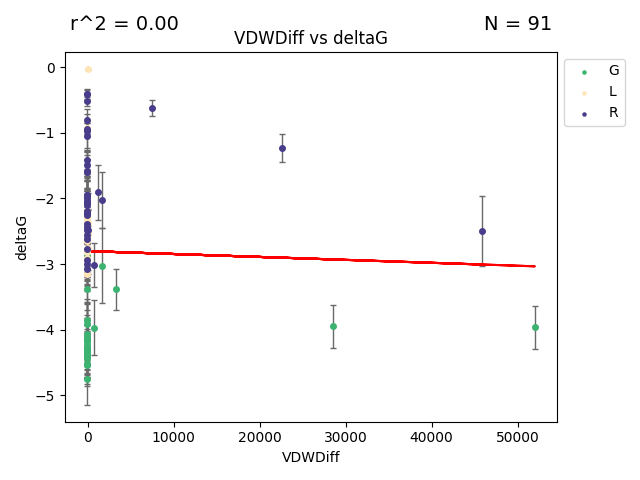 r^2 = 0.00
N = 91
VDWDiff vs deltaG
G
L
R
0
−1
−2
−3
−4
−5
deltaG
0
10000
20000
30000
40000
50000
VDWDiff